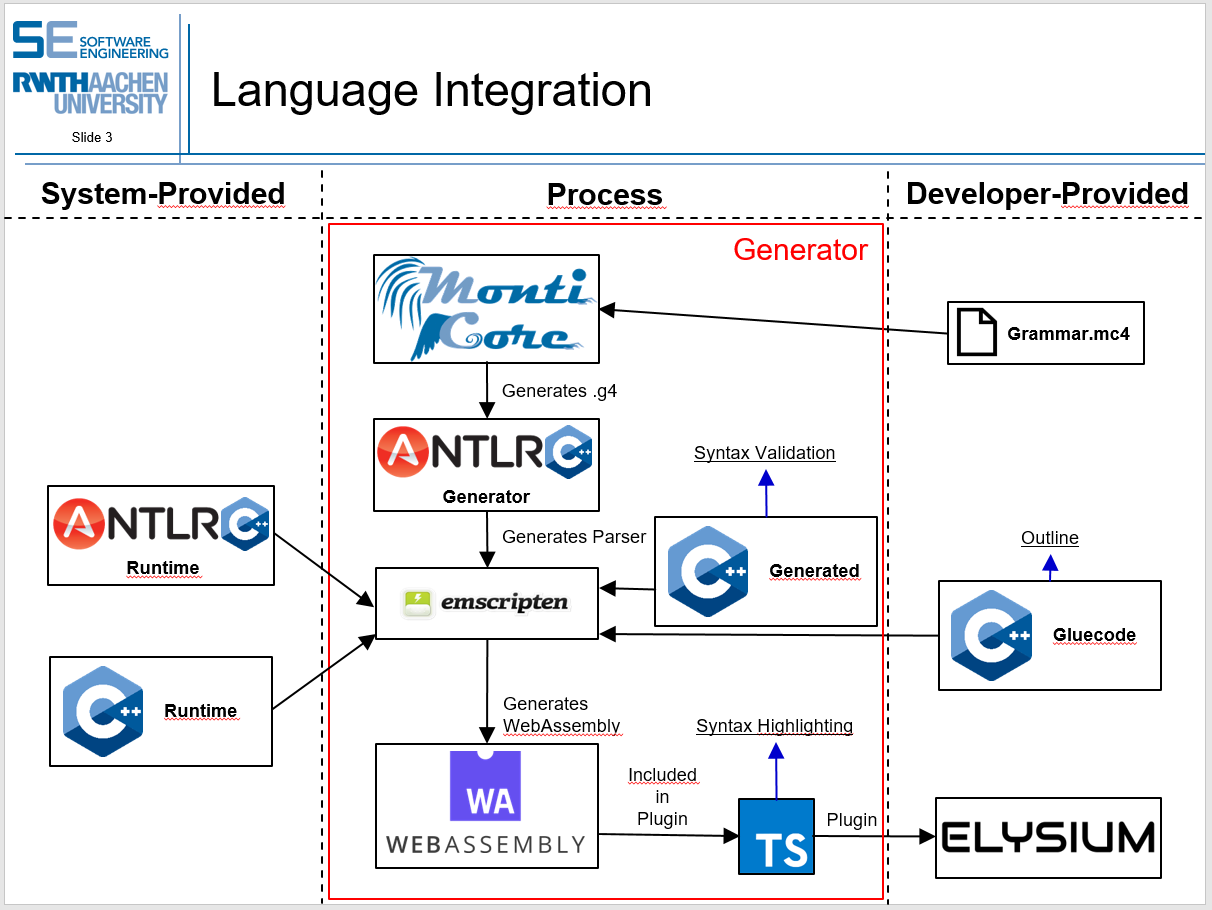 SE SOFTWARE
ENGINEERING
RWTHAACHEN
UNIVERSITY
Slide 3
Language Integration
System-Provided
Process
Developer-Provided
Generator
Monti
Core
Grammar.mc4
Generates .g4
ANTLR C++
Generator
Syntax Validation
ANTLR C++
Runtime
Generates Parser
C++ Generated
Outline
emscripten
C++ Gluecode
C++ Runtime
Generates
WebAssembly
Syntax Highlighting
WA
WEBASSEMBLY
Included
in
Plugin
TS
Plugin
ELYSIUM